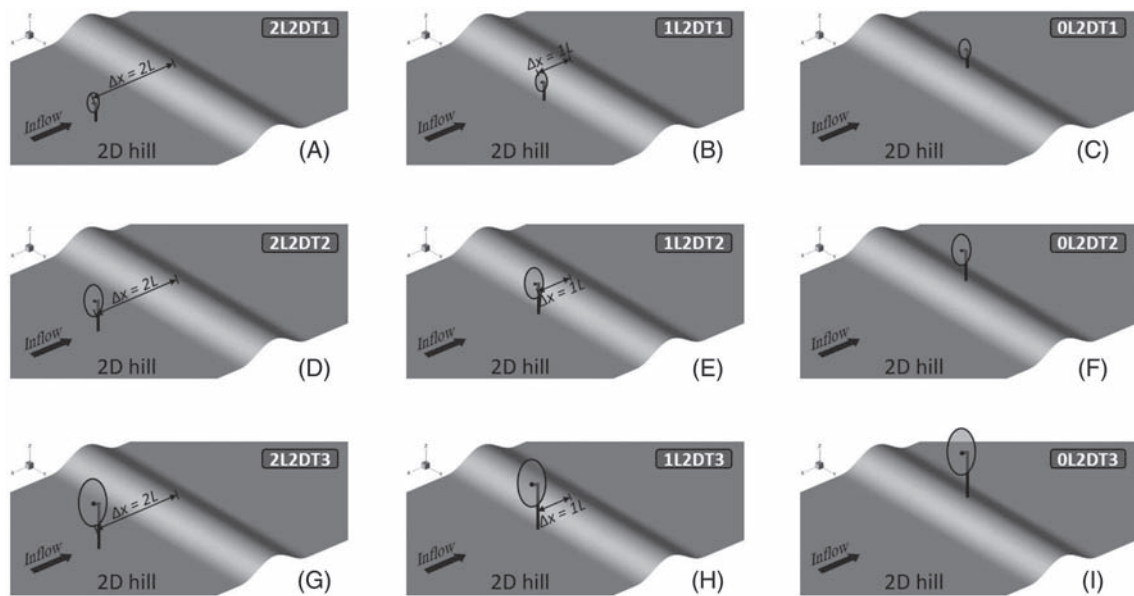 2L2DT1
Δx = 2L
Inflow
2D hill
(A)
1L2DT1
Δx = 1L
Inflow
2D hill
(B)
0L2DT1
Inflow
2D hill
(C)
2L2DT2
Δx = 2L
Inflow
2D hill
(D)
1L2DT2
Δx = 1L
Inflow
2D hill
(E)
0L2DT2
Inflow
2D hill
(F)
2L2DT3
Δx = 2L
Inflow
2D hill
(G)
1L2DT3
Δx = 1L
Inflow
2D hill
(H)
0L2DT3
Inflow
2D hill
(I)